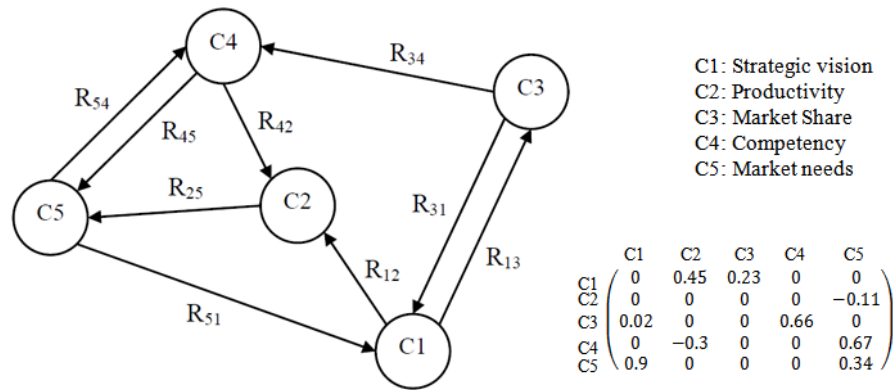 C4
R34
C3
R54
R45
R42
C5
R25
C2
R31
R13
R12
R51
C1
C1: Strategic vision
C2: Productivity
C3: Market Share
C4: Competency
C5: Market needs
C1 C2 C3 C4 C5
C1 0 0.45 0.23 0 0
C2 0 0 0 0 −0.11
C3 0.02 0 0 0.66 0
C4 0 −0.3 0 0 0.67
C5 0.9 0 0 0 0.34